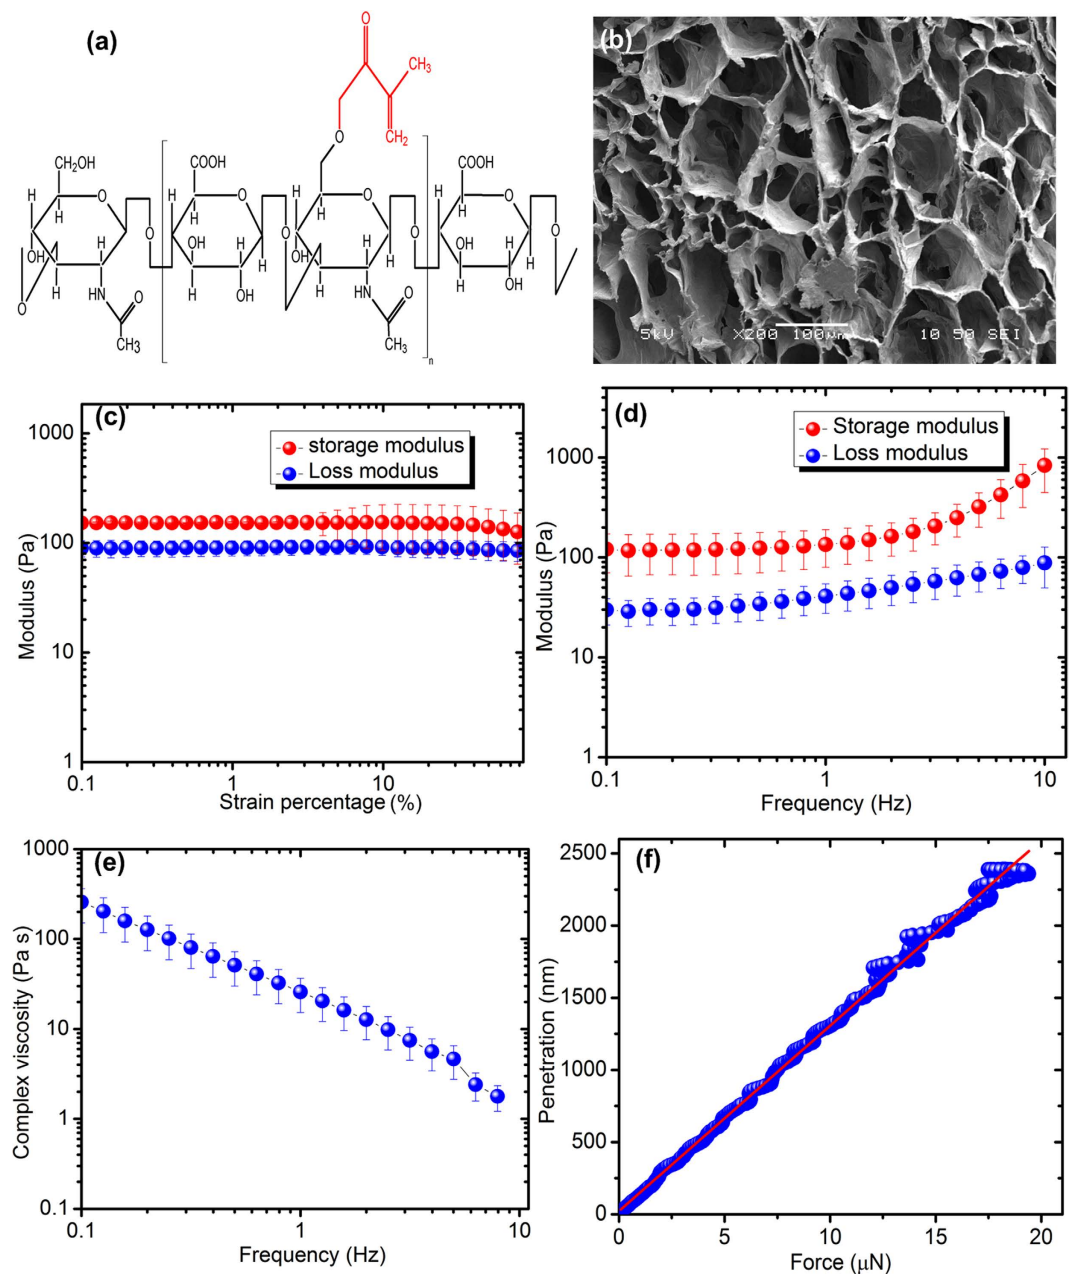 (a)
O
CH₃
CH₂
O
CH₂OH
COOH
COOH
H
O
H
O
O
H
H
O
H
O
O
H
H
H
H
H
H
O
H
H
H
OH
OH
OH
OH
O
H
H
H
OH
H
H
H
H
OH
HN
O
HN
O
CH₃
CH₃
n
(b)
5kV X200 100µm 10 50 SEI
(c)
storage modulus
Loss modulus
1000
100
10
1
Modulus (Pa)
0.1 1 10
Strain percentage (%)
(d)
Storage modulus
Loss modulus
1000
100
10
1
Modulus (Pa)
0.1 1 10
Frequency (Hz)
(e)
1000
100
10
1
0.1
Complex viscosity (Pa s)
0.1 1 10
Frequency (Hz)
(f)
2500
2000
1500
1000
500
0
Penetration (nm)
0 5 10 15 20
Force (µN)